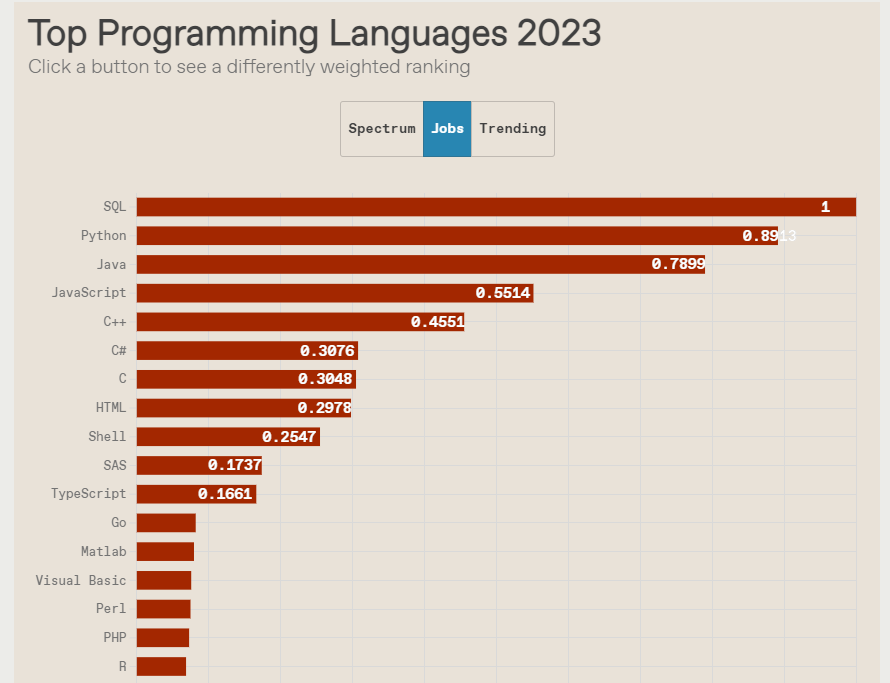 Top Programming Languages 2023
Click a button to see a differently weighted ranking
Spectrum Jobs Trending
SQL 1
Python 0.8913
Java 0.7899
JavaScript 0.5514
C++ 0.4551
C# 0.3076
C 0.3048
HTML 0.2978
Shell 0.2547
SAS 0.1737
TypeScript 0.1661
Go
Matlab
Visual Basic
Perl
PHP
R